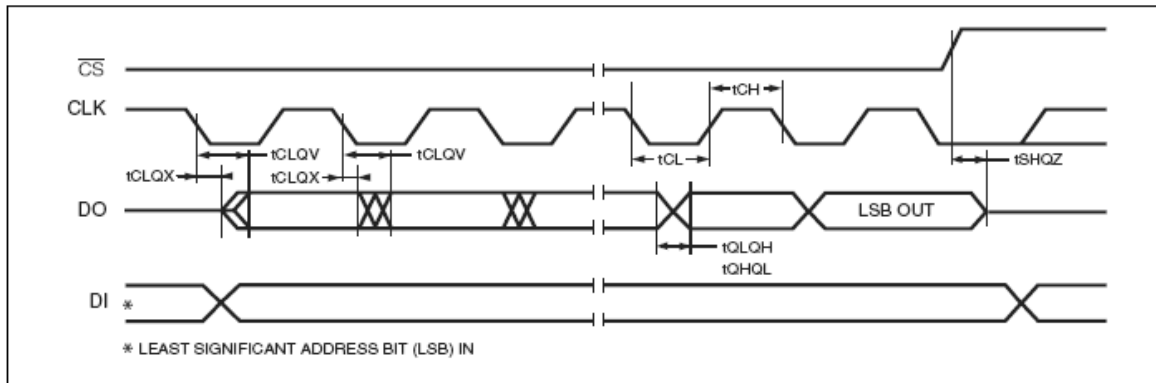 CS
CLK
tCH
tCLQV
tCLQV
tCL
tSHQZ
tCLQX
tCLQX
DO
LSB OUT
tQLQH
tQHQL
DI *
* LEAST SIGNIFICANT ADDRESS BIT (LSB) IN